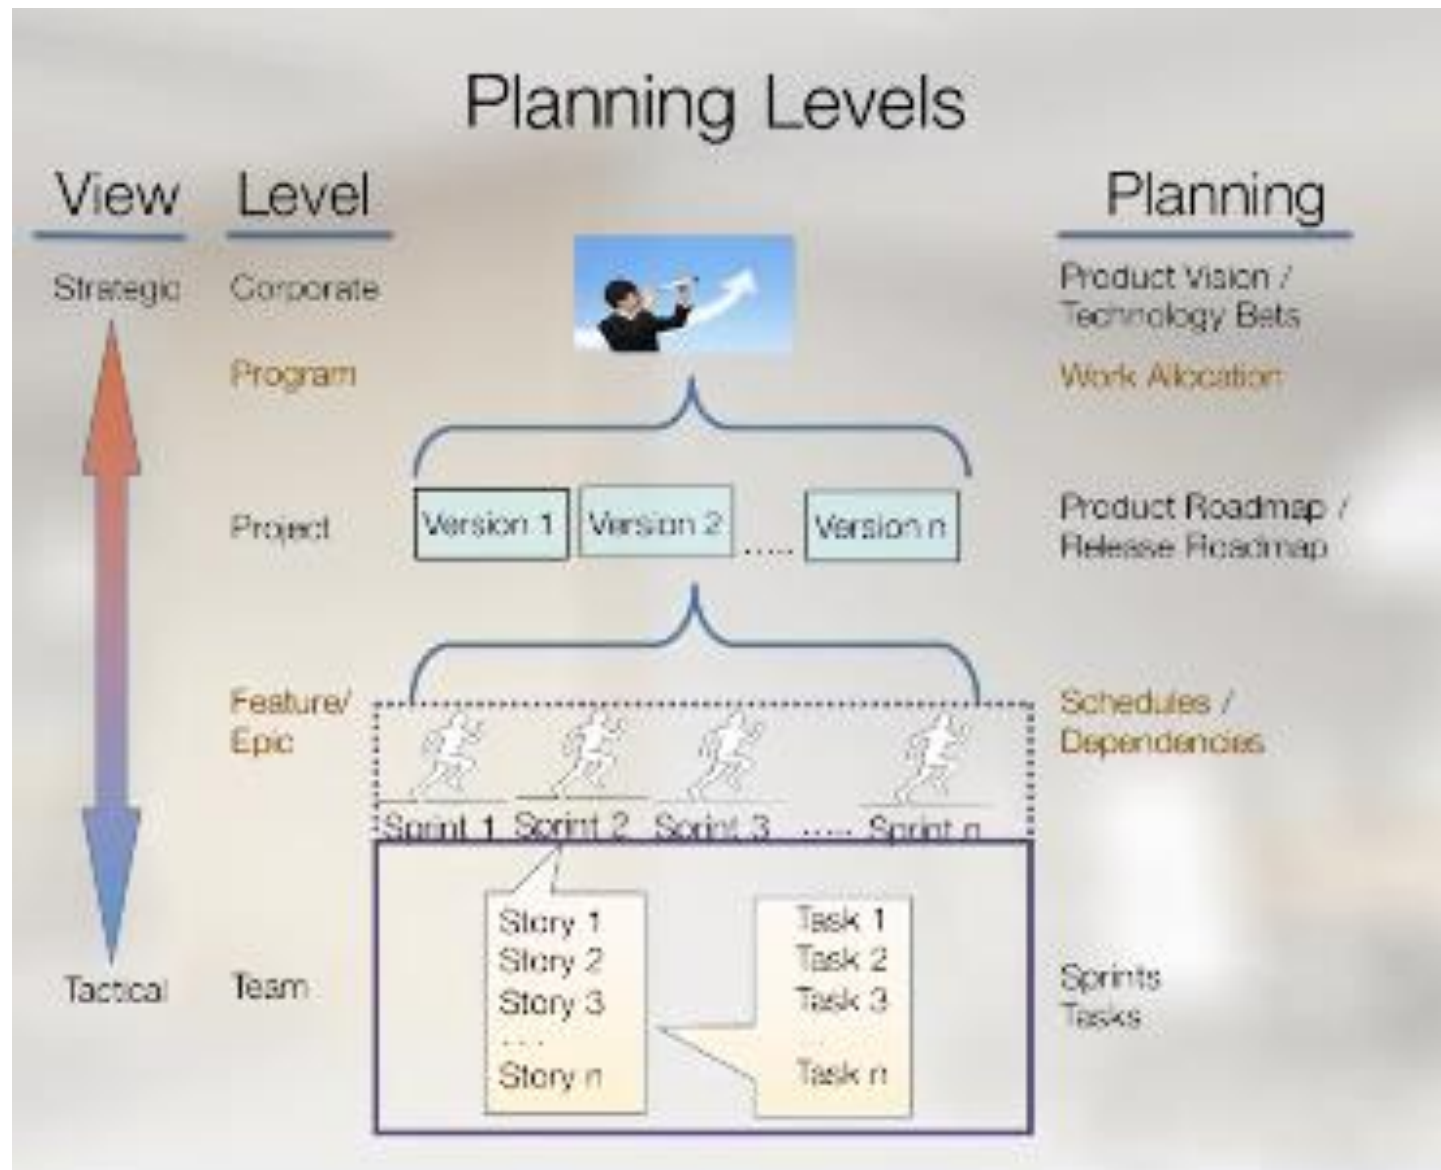 Planning Levels
View Level Planning
Strategic Corporate Product Vision /
Technology Bets
Program Work Allocation
Project Version 1 Version 2 ..... Version n Product Roadmap /
Release Roadmap
Feature/ Schedules /
Epic Dependencies
Sprint 1 Sprint 2 Sprint 3 ..... Sprint n
Story 1 Task 1
Story 2 Task 2
Story 3 Task 3
.... ...
Story n Task n
Tactical Team Sprints
Tasks